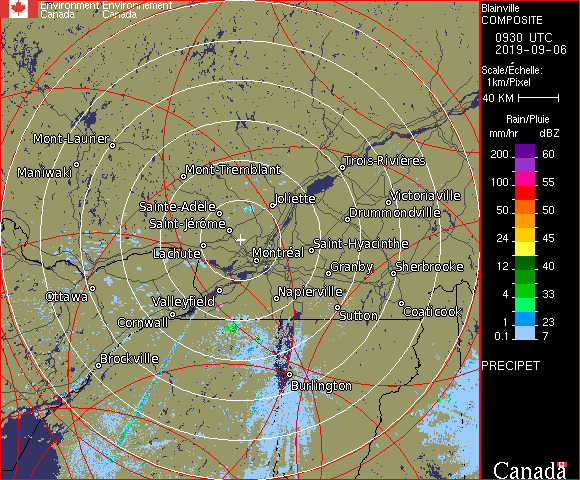 Environment Environnement
Canada Canada
Blainville
COMPOSITE
0930 UTC
2019-09-06
Scale/Échelle:
1km/Pixel
40 KM
Rain/Pluie
mm/hr dBZ
200 60
100 55
50 50
24 45
12 40
4 33
1 23
0.1 7
PRECIPET
Canada
Mont-Laurier
Maniwaki
Mont-Tremblant
Trois-Rivières
Sainte-Adèle
Joliette
Victoriaville
Drummondville
Saint-Jérôme
Lachute
Montréal
Saint-Hyacinthe
Granby
Sherbrooke
Ottawa
Valleyfield
Napierville
Cornwall
Sutton
Coaticook
Brockville
Burlington